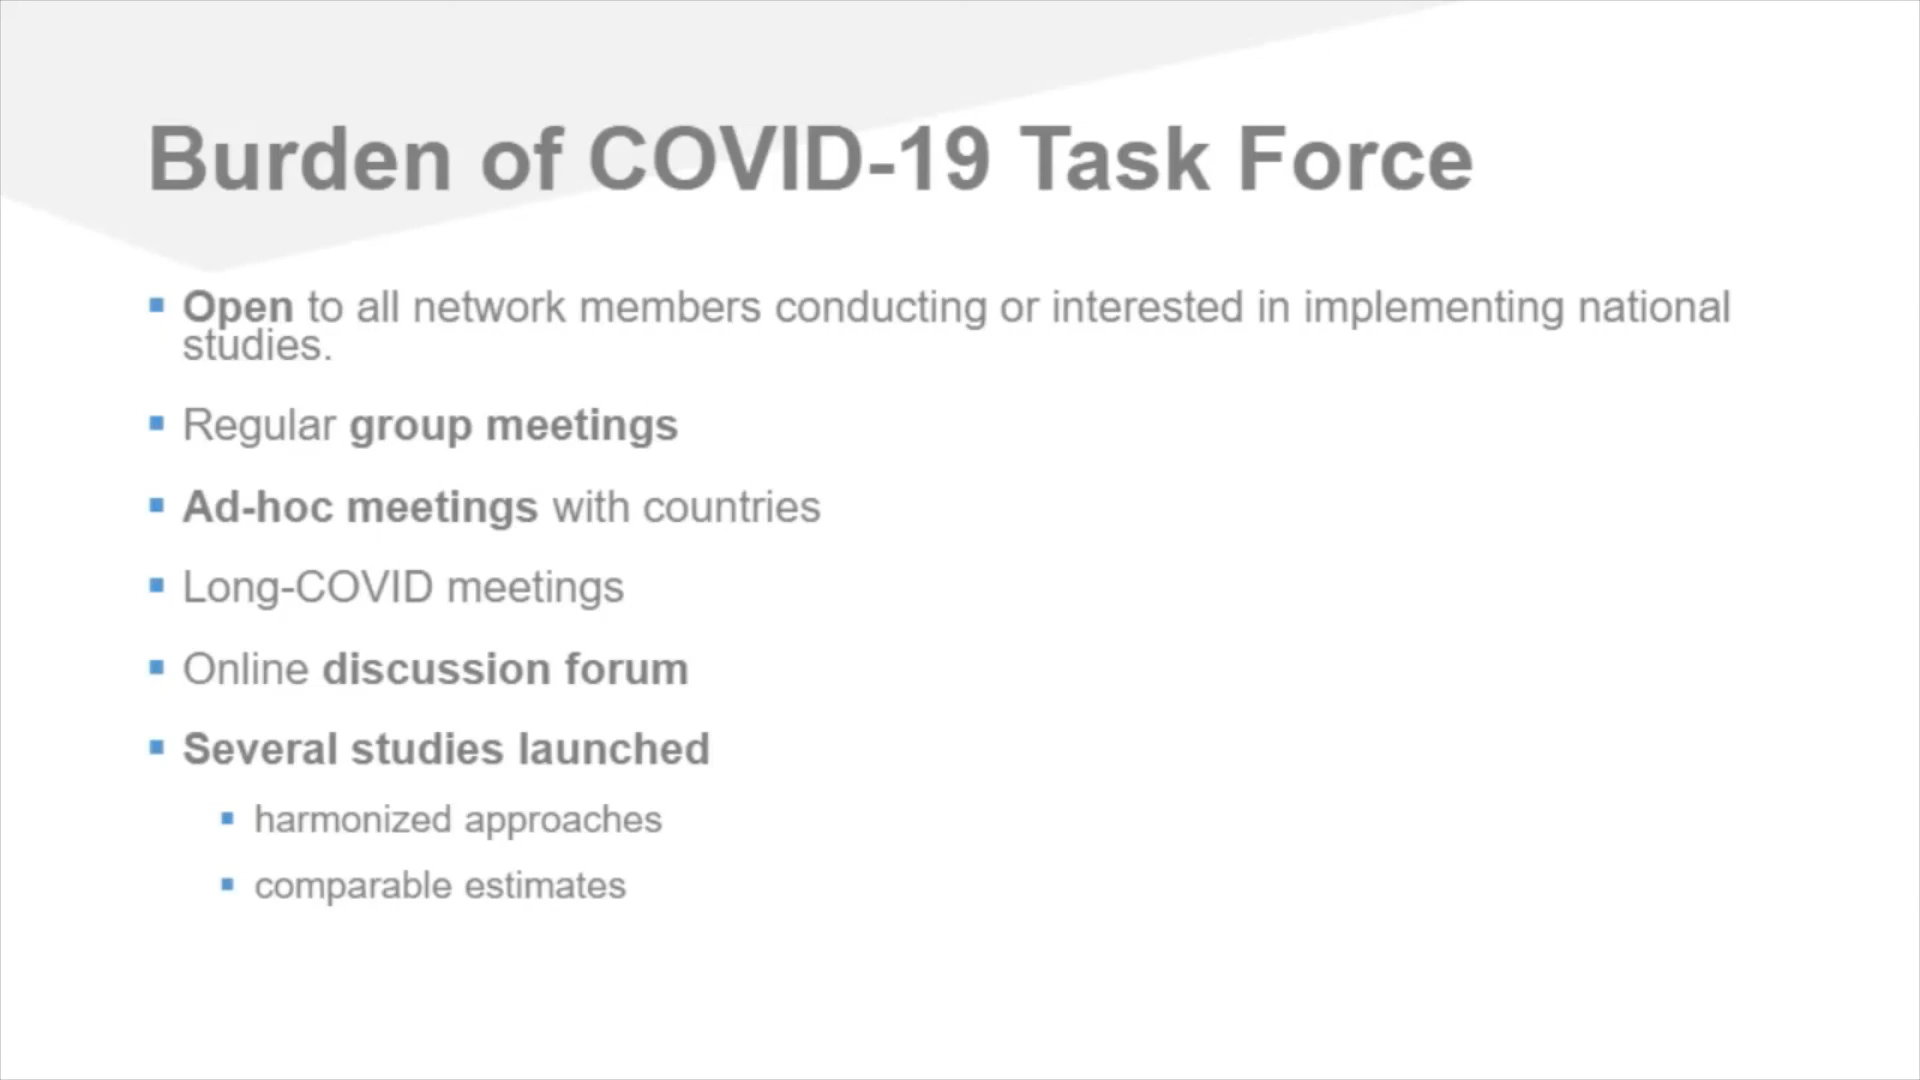 Burden of COVID-19 Task Force
Open to all network members conducting or interested in implementing national
studies.
Regular group meetings
Ad-hoc meetings with countries
Long-COVID meetings
Online discussion forum
Several studies launched
harmonized approaches
comparable estimates